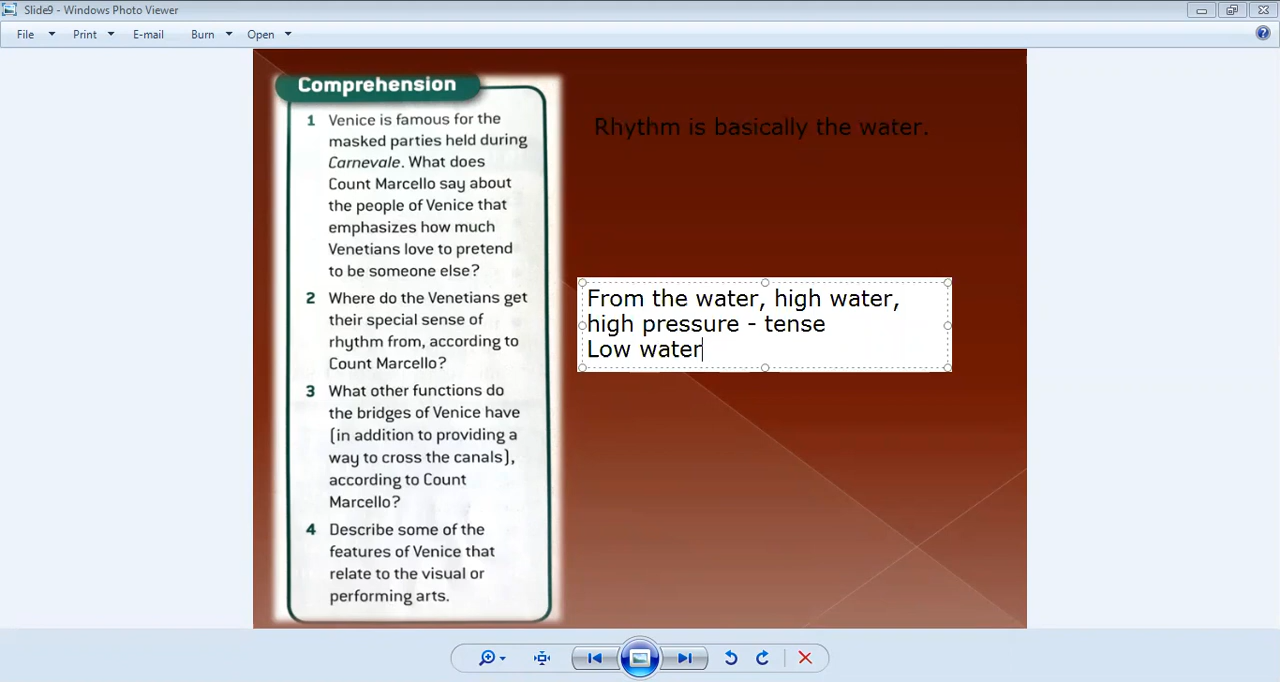 Slide9 - Windows Photo Viewer
File Print E-mail Burn Open
Comprehension
1 Venice is famous for the
masked parties held during
Carnevale. What does
Count Marcello say about
the people of Venice that
emphasizes how much
Venetians love to pretend
to be someone else?
2 Where do the Venetians get
their special sense of
rhythm from, according to
Count Marcello?
3 What other functions do
the bridges of Venice have
(in addition to providing a
way to cross the canals),
according to Count
Marcello?
4 Describe some of the
features of Venice that
relate to the visual or
performing arts.
Rhythm is basically the water.
From the water, high water,
high pressure - tense
Low water